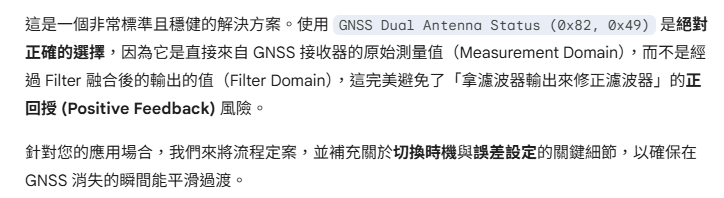 這是一個非常標準且穩健的解決方案。使用 GNSS Dual Antenna Status (0x82, 0x49) 是絕對
正確的選擇，因為它是直接來自 GNSS 接收器的原始測量值（Measurement Domain），而不是經
過 Filter 融合後的輸出的值（Filter Domain），這完美避免了「拿濾波器輸出來修正濾波器」的正
回授 (Positive Feedback) 風險。
針對您的應用場合，我們來將流程定案，並補充關於切換時機與誤差設定的關鍵細節，以確保在
GNSS 消失的瞬間能平滑過渡。